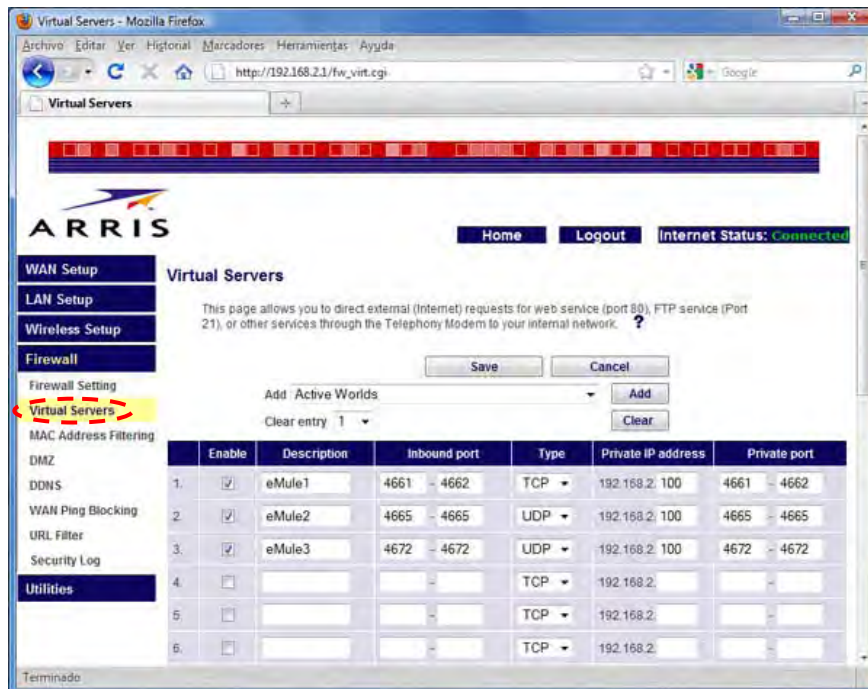 Virtual Servers - Mozilla Firefox
Archivo Editar Ver Historial Marcadores Herramientas Ayuda
http://192.168.2.1/fw_virt.cgi
Google
Virtual Servers
ARRIS
Home Logout Internet Status: Connected
WAN Setup
LAN Setup
Wireless Setup
Firewall
Firewall Setting
Virtual Servers
MAC Address Filtering
DMZ
DDNS
WAN Ping Blocking
URL Filter
Security Log
Utilities
Virtual Servers
This page allows you to direct external (Internet) requests for web service (port 80), FTP service (Port
21), or other services through the Telephony Modem to your internal network. ?
Save Cancel
Add Active Worlds Add
Clear entry 1 Clear
Enable Description Inbound port Type Private IP address Private port
1. eMule1 4661 - 4662 TCP 192.168.2. 100 4661 - 4662
2. eMule2 4665 - 4665 UDP 192.168.2. 100 4665 - 4665
3. eMule3 4672 - 4672 UDP 192.168.2. 100 4672 - 4672
4. - TCP 192.168.2. -
5. - TCP 192.168.2. -
6. - TCP 192.168.2. -
Terminado